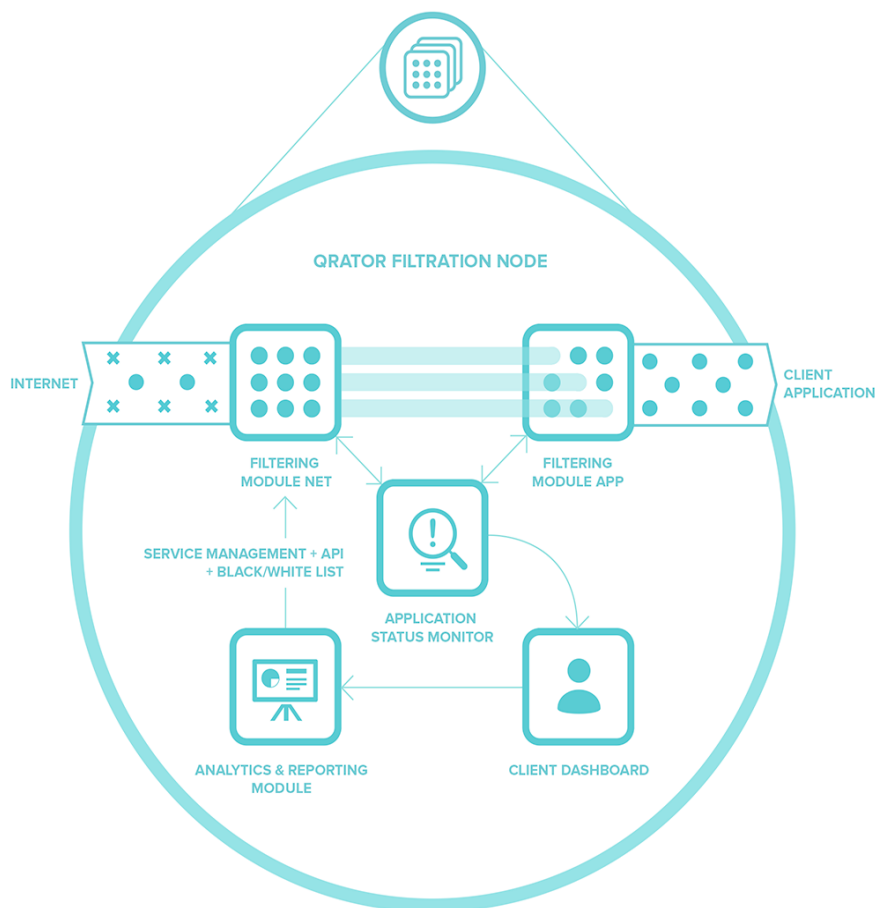 QRATOR FILTRATION NODE
INTERNET
CLIENT
APPLICATION
FILTERING
MODULE NET
FILTERING
MODULE APP
SERVICE MANAGEMENT + API
+ BLACK/WHITE LIST
APPLICATION
STATUS MONITOR
ANALYTICS & REPORTING
MODULE
CLIENT DASHBOARD